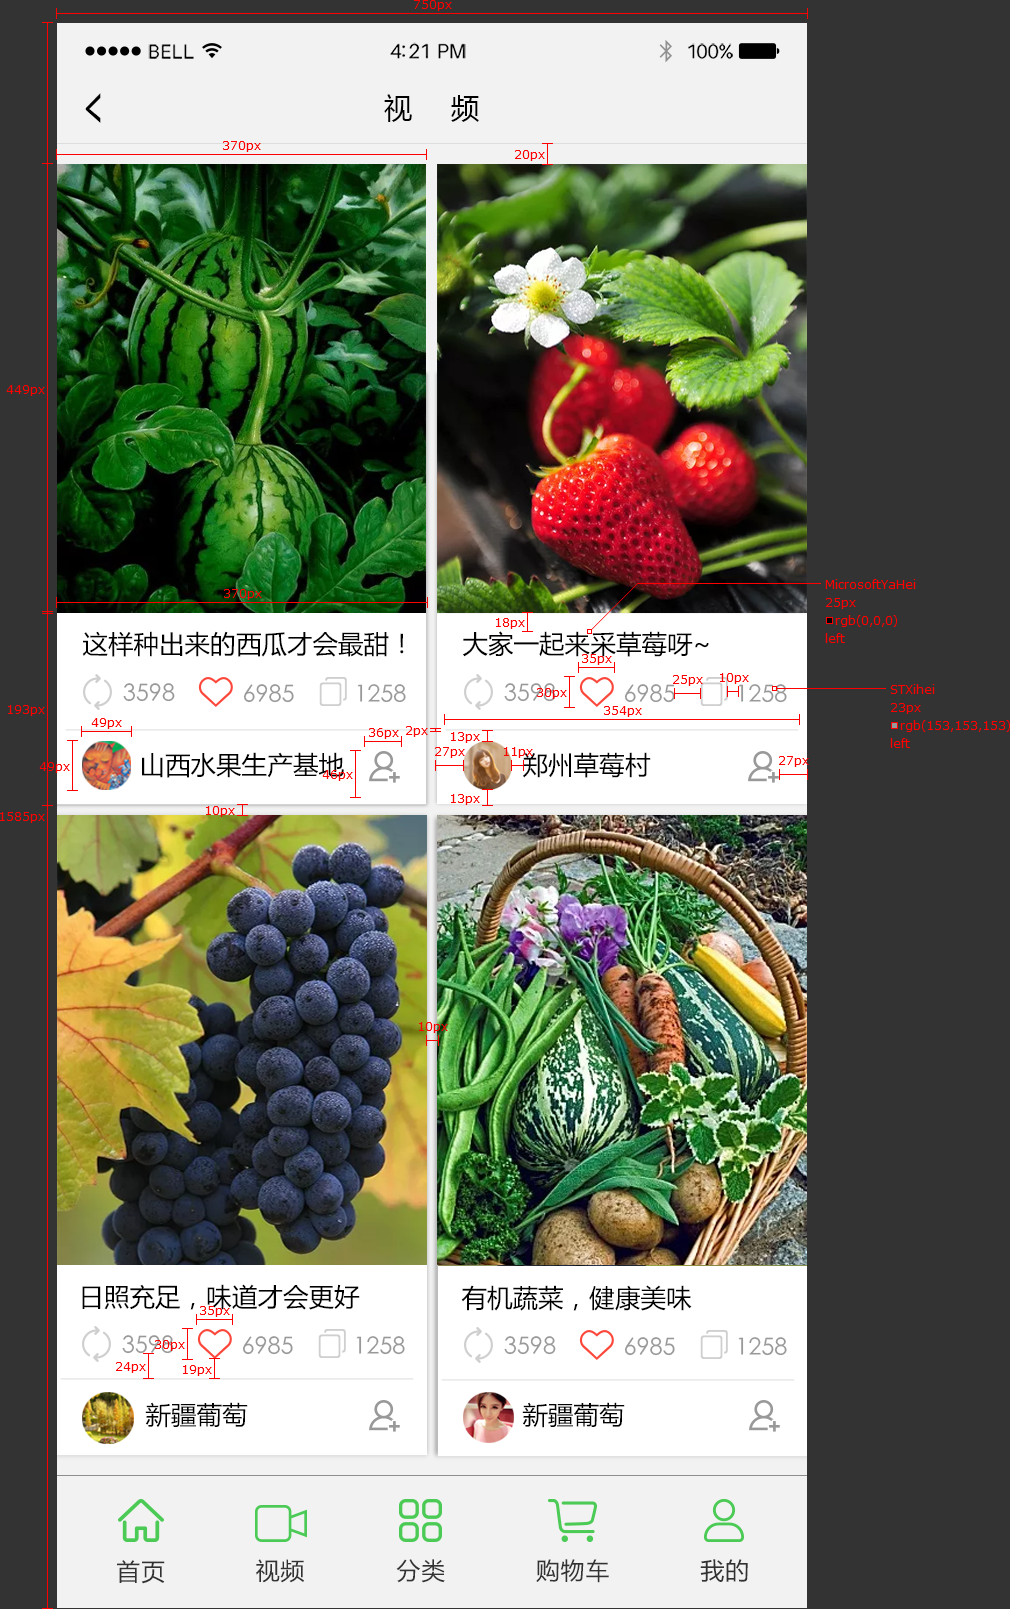 750px
BELL 4:21 PM 100%
视 频
370px
20px
449px
370px
MicrosoftYaHei
25px
rgb(0,0,0)
left
18px
这样种出来的西瓜才会最甜！
大家一起来采草莓呀~
35px
3598 6985 1258
3598 6985 1258
30px
25px
10px
STXihei
23px
rgb(153,153,153)
left
193px
354px
49px
36px
2px
13px
49px
山西水果生产基地
46px
27px
11px
郑州草莓村
27px
13px
10px
1585px
10px
日照充足，味道才会更好
有机蔬菜，健康美味
35px
3598 6985 1258
3598 6985 1258
30px
24px
19px
新疆葡萄
新疆葡萄
首页 视频 分类 购物车 我的